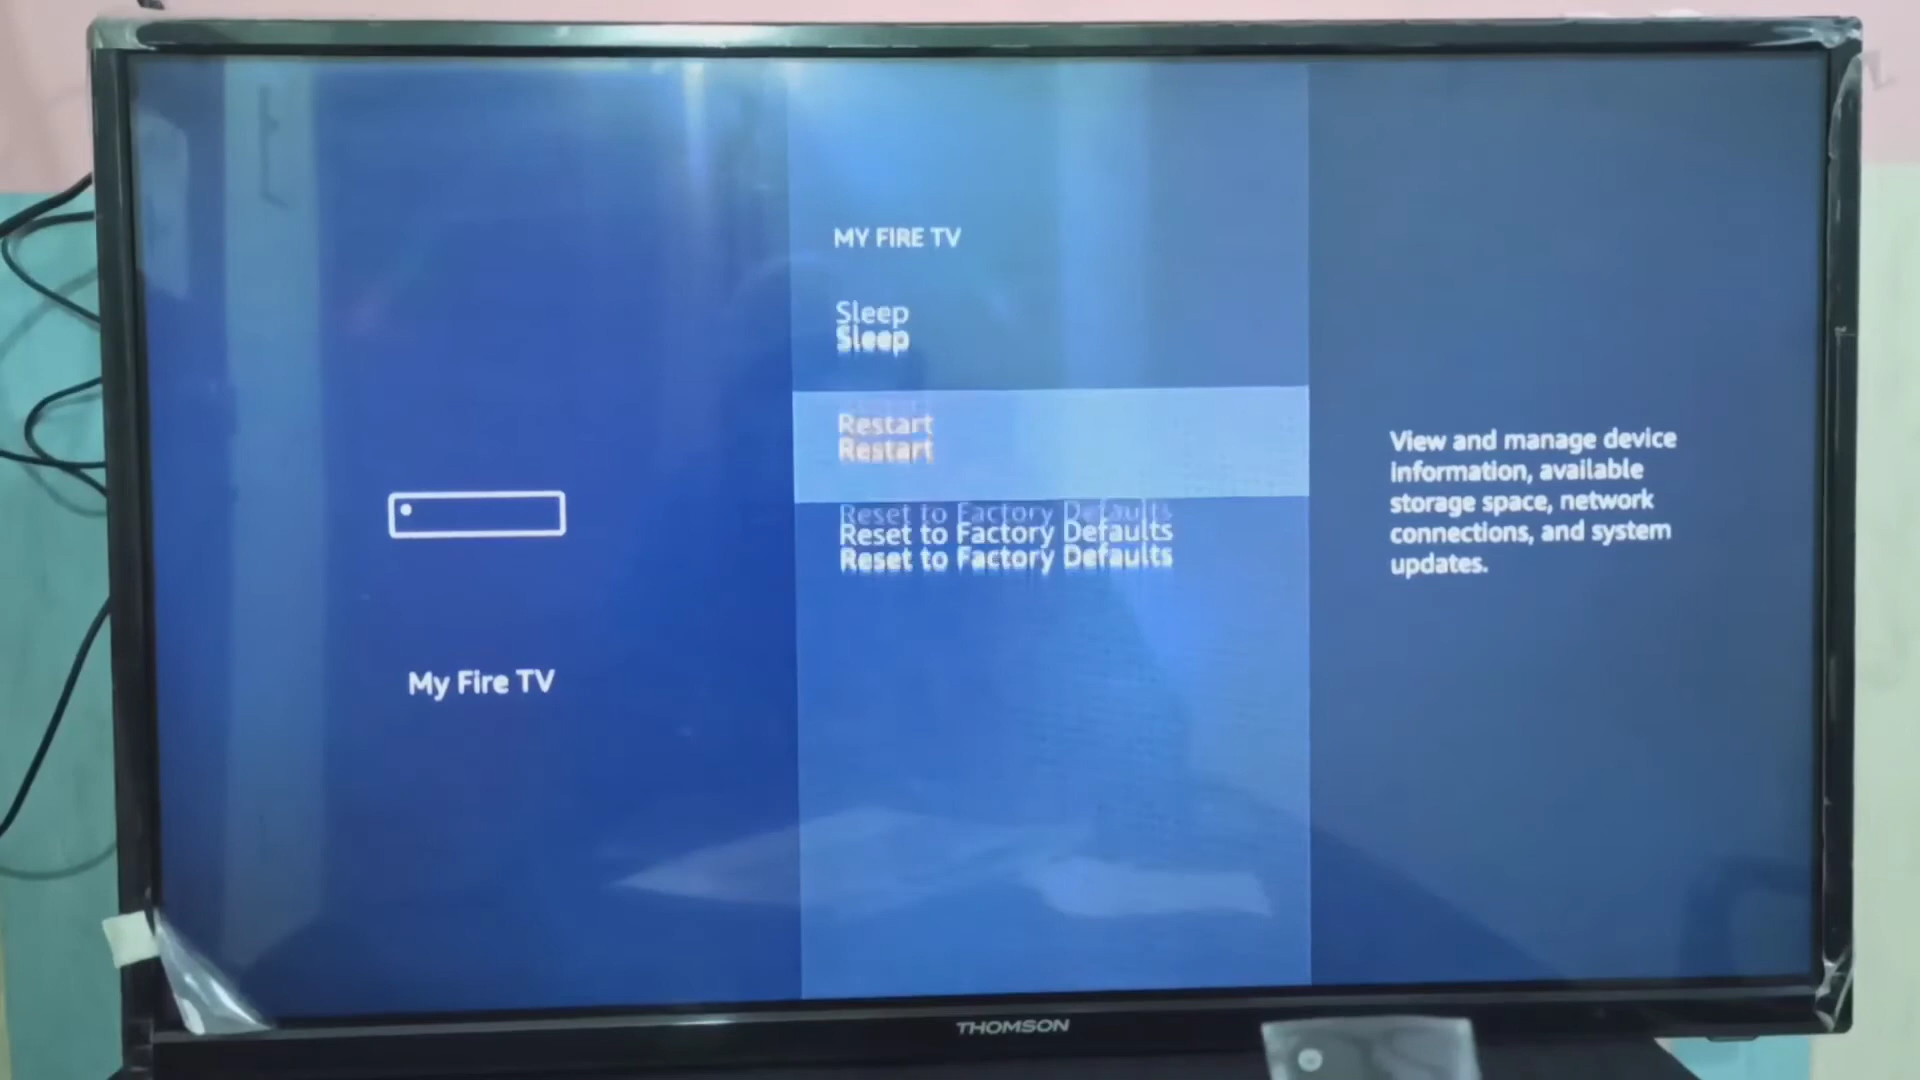 MY FIRE TV
Sleep
Sleep
Restart
Restart
Reset to Factory Defaults
Reset to Factory Defaults
Reset to Factory Defaults
My Fire TV
View and manage device
information, available
storage space, network
connections, and system
updates.
THOMSON